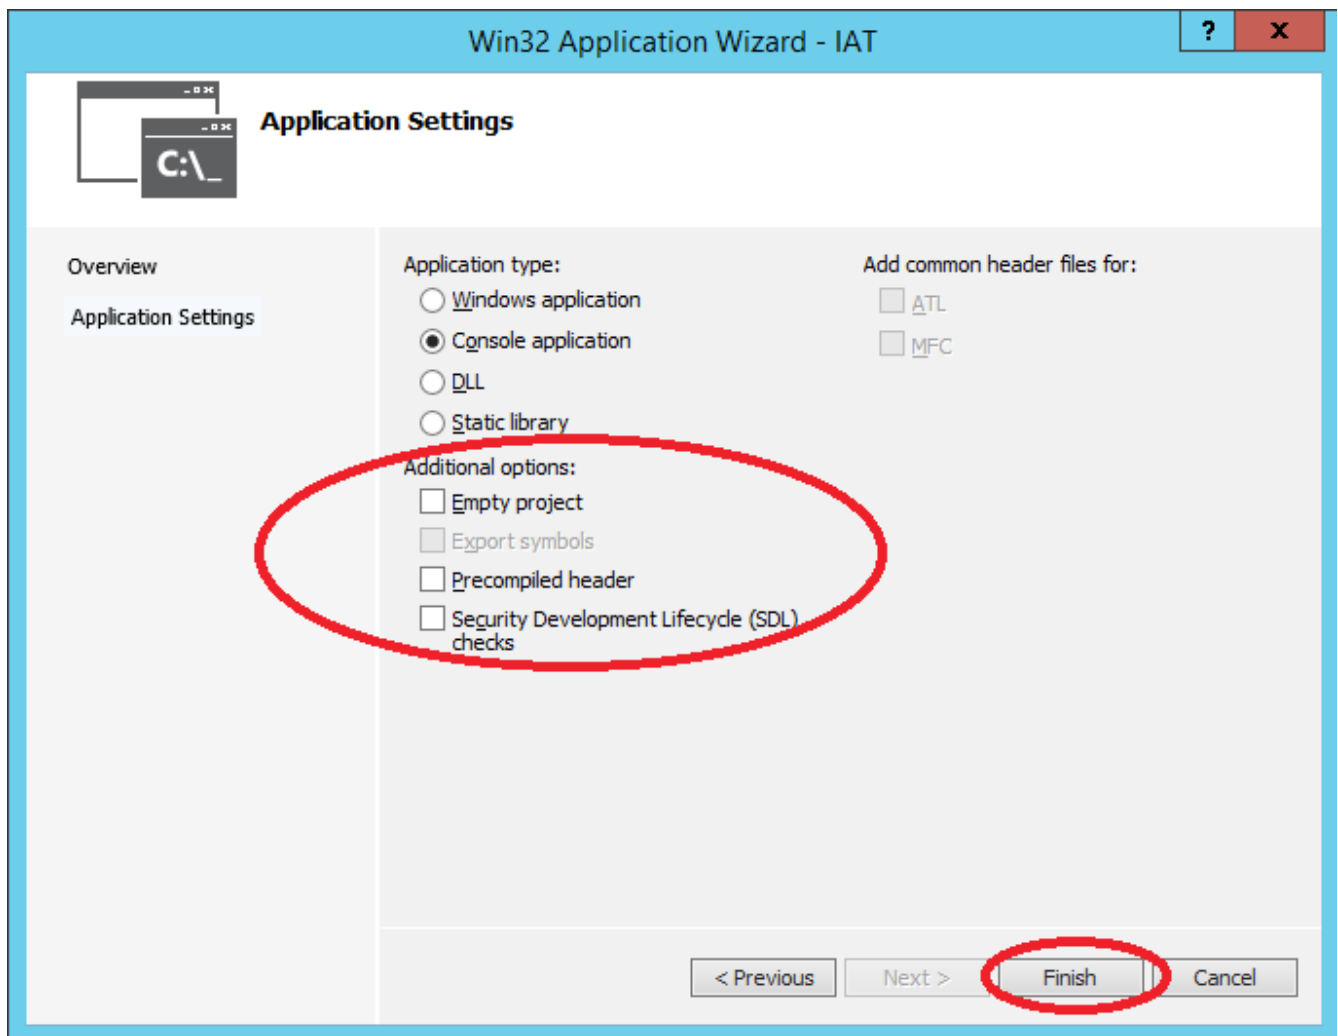 Win32 Application Wizard - IAT
?
x
C:\_
Application Settings
Overview
Application Settings
Application type:
Windows application
Console application
DLL
Static library
Additional options:
Empty project
Export symbols
Precompiled header
Security Development Lifecycle (SDL)
checks
Add common header files for:
ATL
MFC
< Previous
Next >
Finish
Cancel